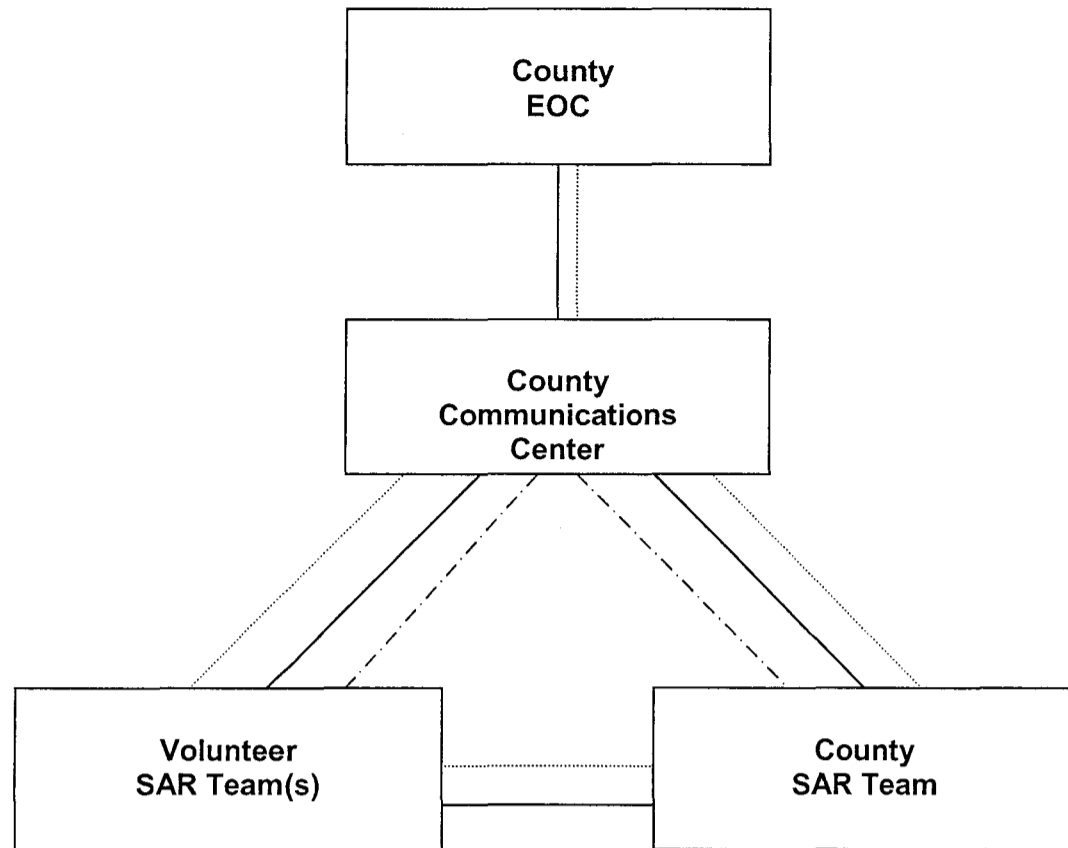 County
EOC
County
Communications
Center
Volunteer
SAR Team(s)
County
SAR Team